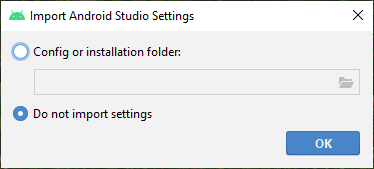 Import Android Studio Settings
Config or installation folder:
Do not import settings
OK